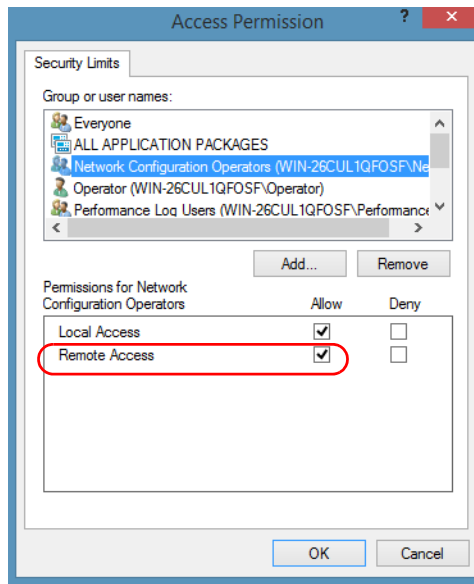 Access Permission
?
Security Limits
Group or user names:
Everyone
ALL APPLICATION PACKAGES
Network Configuration Operators (WIN-26CUL1QFOSF\Ne
Operator (WIN-26CUL1QFOSF\Operator)
Performance Log Users (WIN-26CUL1QFOSF\Performance
Add...
Remove
Permissions for Network
Configuration Operators
Allow
Deny
Local Access
Remote Access
OK
Cancel